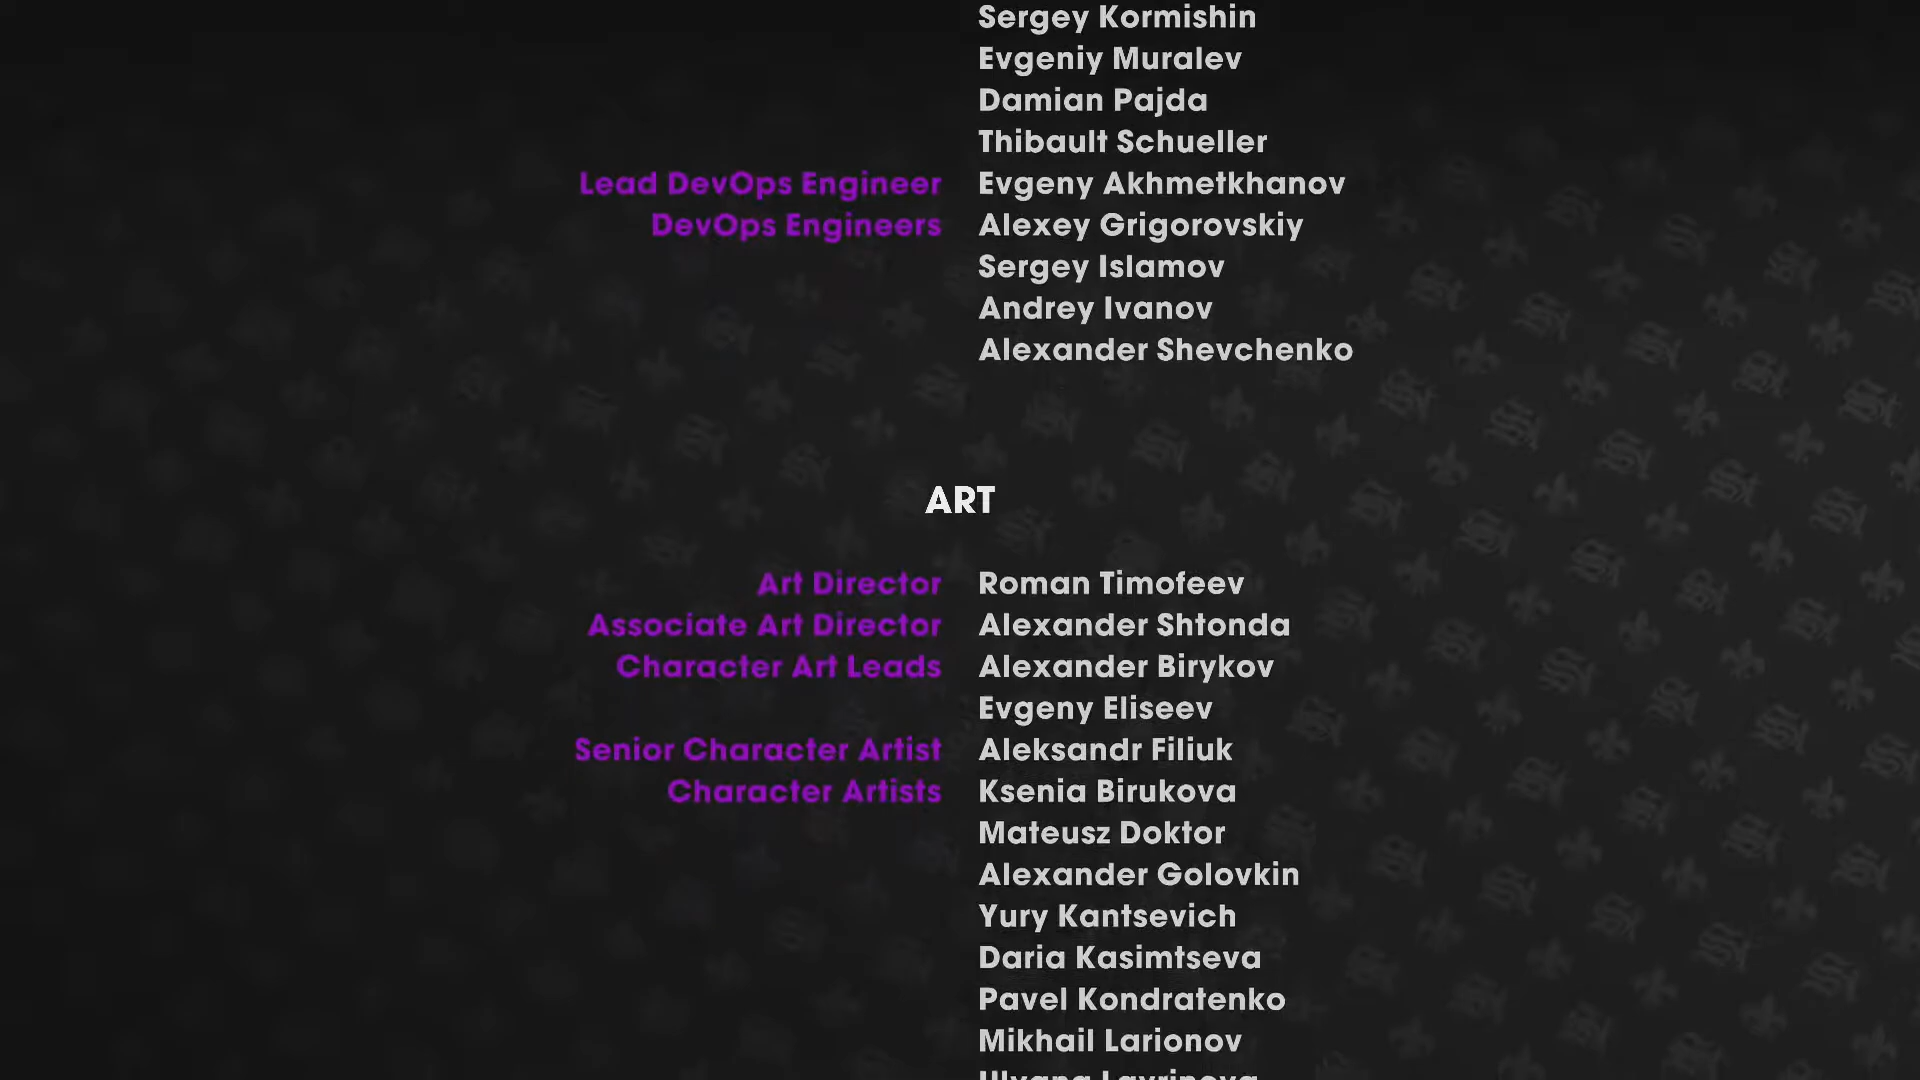 Sergey Kormishin
Evgeniy Muralev
Damian Pajda
Thibault Schueller
Lead DevOps Engineer Evgeny Akhmetkhanov
DevOps Engineers Alexey Grigorovskiy
Sergey Islamov
Andrey Ivanov
Alexander Shevchenko
ART
Art Director Roman Timofeev
Associate Art Director Alexander Shtonda
Character Art Leads Alexander Birykov
Evgeny Eliseev
Senior Character Artist Aleksandr Filiuk
Character Artists Ksenia Birukova
Mateusz Doktor
Alexander Golovkin
Yury Kantsevich
Daria Kasimtseva
Pavel Kondratenko
Mikhail Larionov